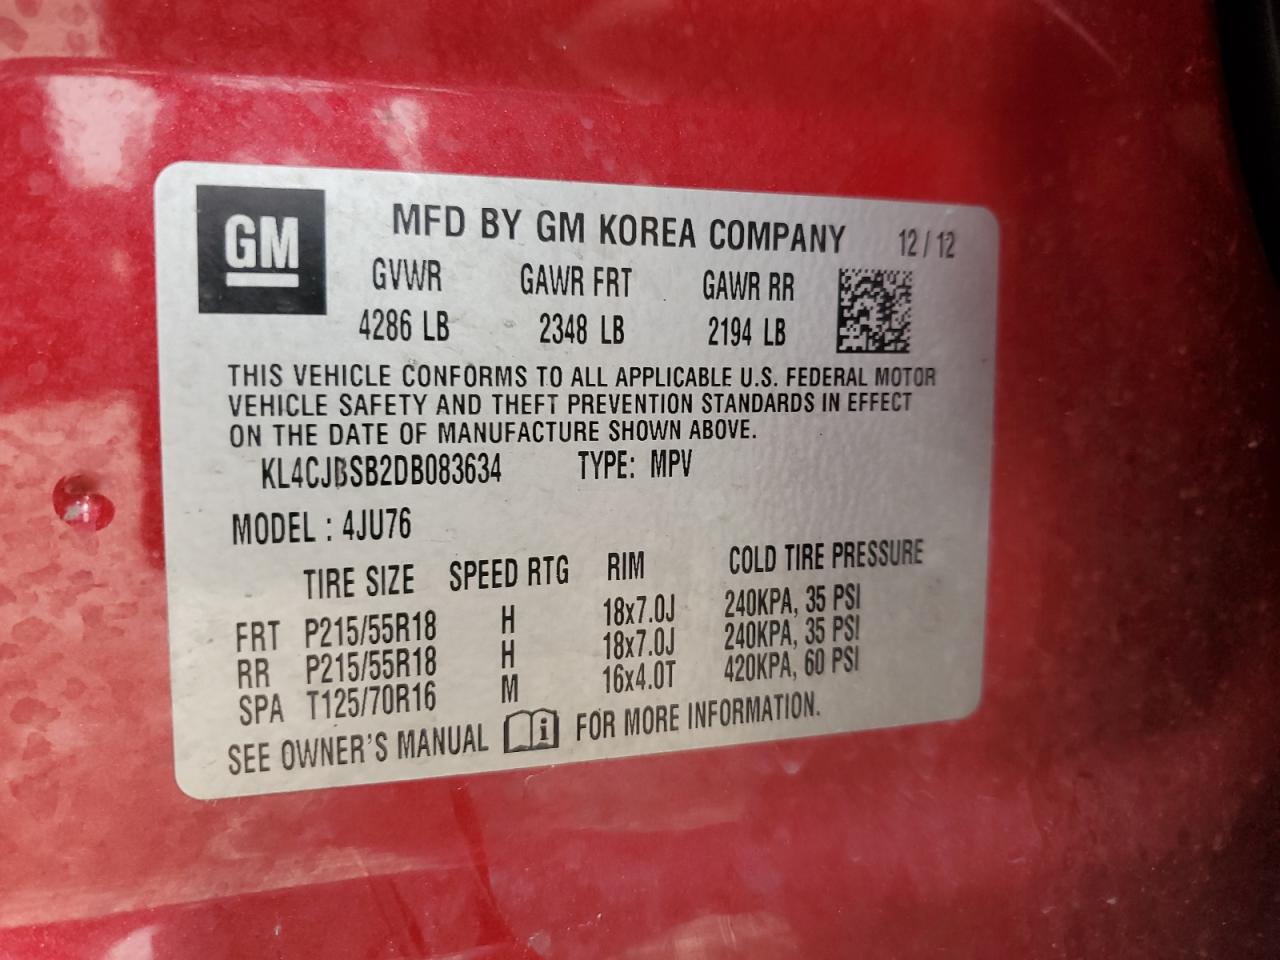 GM
MFD BY GM KOREA COMPANY 12/12
GVWR GAWR FRT GAWR RR
4286 LB 2348 LB 2194 LB
THIS VEHICLE CONFORMS TO ALL APPLICABLE U.S. FEDERAL MOTOR
VEHICLE SAFETY AND THEFT PREVENTION STANDARDS IN EFFECT
ON THE DATE OF MANUFACTURE SHOWN ABOVE.
KL4CJBSB2DB083634 TYPE: MPV
MODEL : 4JU76
TIRE SIZE SPEED RTG RIM COLD TIRE PRESSURE
FRT P215/55R18 H 18x7.0J 240KPA, 35 PSI
RR P215/55R18 H 18x7.0J 240KPA, 35 PSI
SPA T125/70R16 M 16x4.0T 420KPA, 60 PSI
SEE OWNER'S MANUAL i FOR MORE INFORMATION.